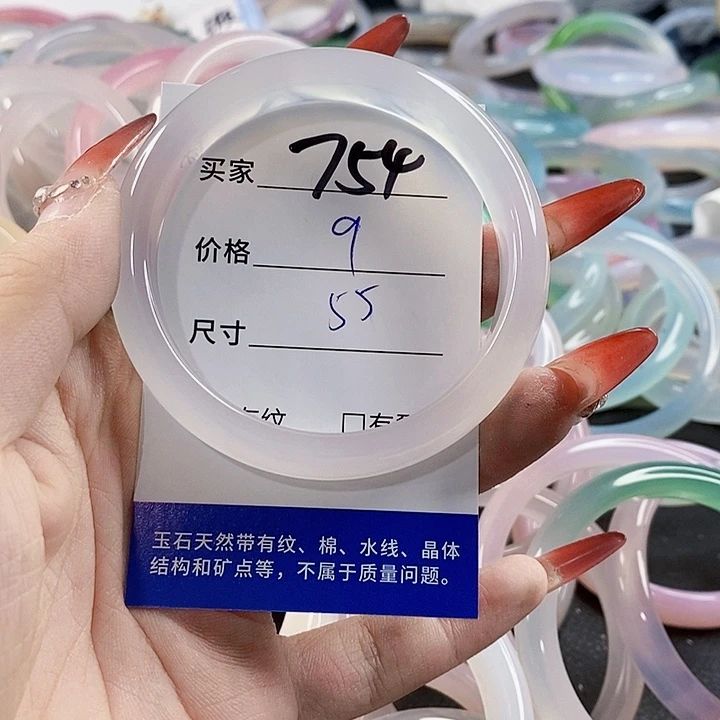 买家 754
价格 9
尺寸 55
玉石天然带有纹、棉、水线、晶体
结构和矿点等，不属于质量问题。